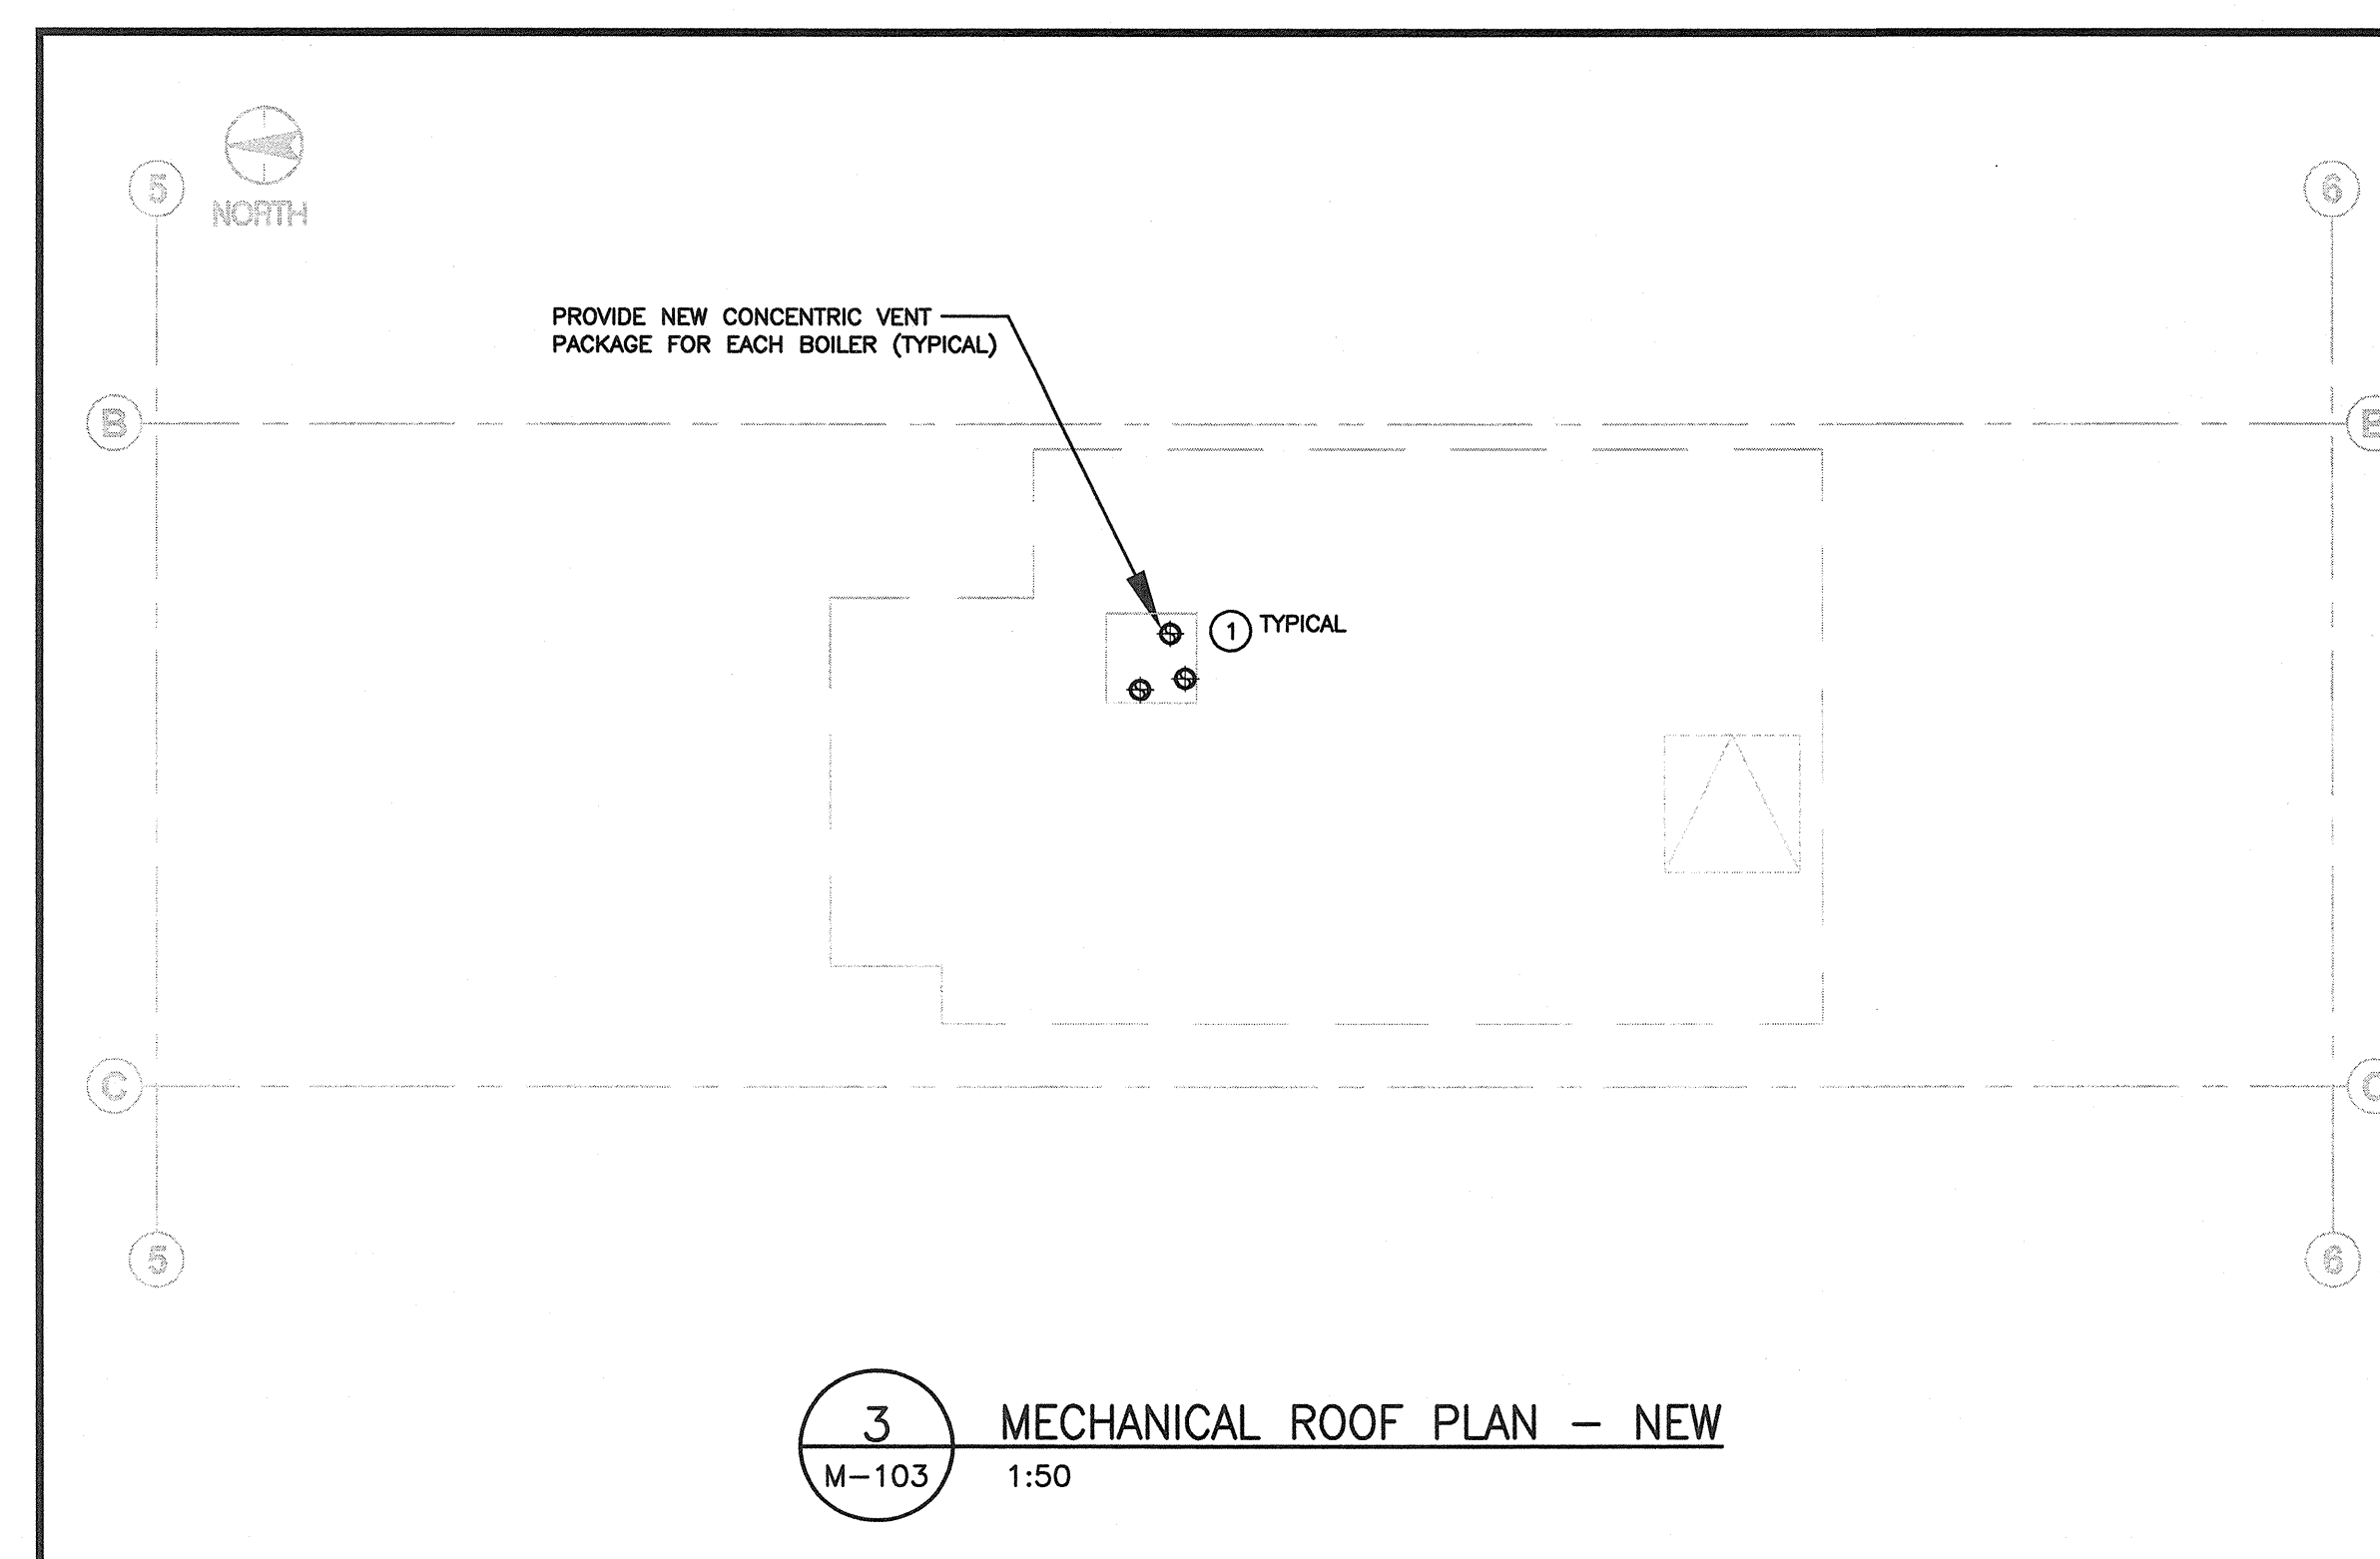 5
NORTH
6
PROVIDE NEW CONCENTRIC VENT
PACKAGE FOR EACH BOILER (TYPICAL)
B
1 TYPICAL
C
5
6
3
MECHANICAL ROOF PLAN – NEW
M–103
1:50